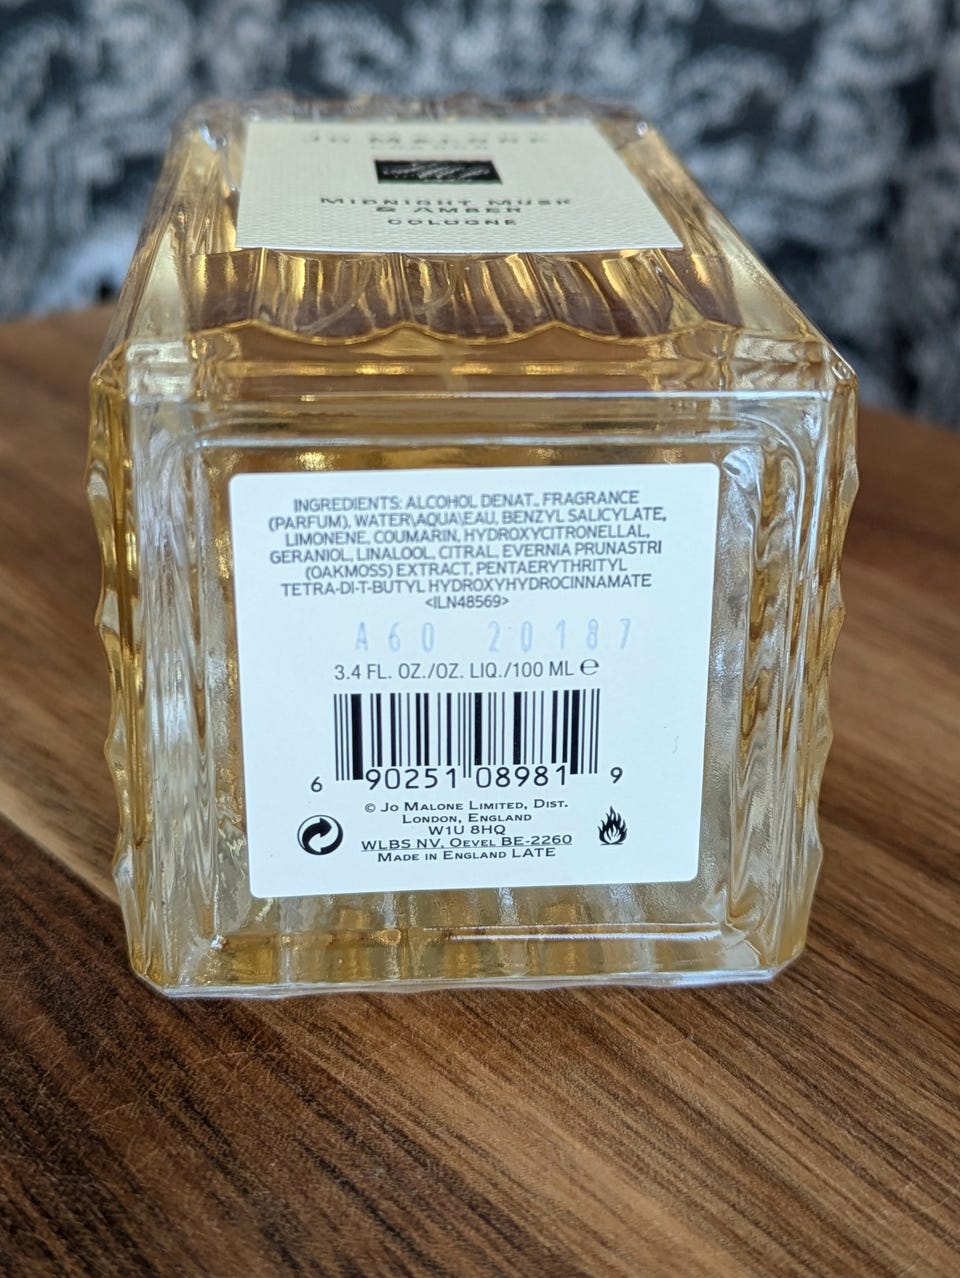 JO MALONE
LONDON
MIDNIGHT MUSK
& AMBER
COLOGNE
INGREDIENTS: ALCOHOL DENAT., FRAGRANCE
(PARFUM), WATER\AQUA\EAU, BENZYL SALICYLATE,
LIMONENE, COUMARIN, HYDROXYCITRONELLAL,
GERANIOL, LINALOOL, CITRAL, EVERNIA PRUNASTRI
(OAKMOSS) EXTRACT, PENTAERYTHRITYL
TETRA-DI-T-BUTYL HYDROXYHYDROCINNAMATE
<ILN48569>
A60 20187
3.4 FL. OZ./OZ. LIQ./100 ML ℮
6 90251 08981 9
© JO MALONE LIMITED, DIST.
LONDON, ENGLAND
W1U 8HQ
WLBS NV, OEVEL BE-2260
MADE IN ENGLAND LATE